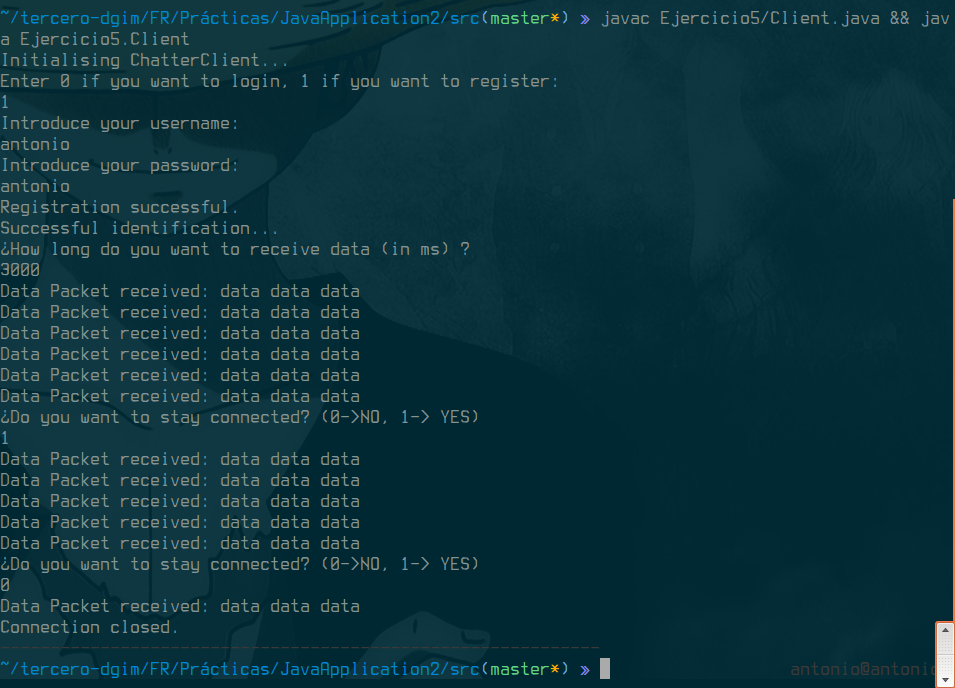 ~/tercero-dgim/FR/Prácticas/JavaApplication2/src(master*) » javac Ejercicio5/Client.java && jav
a Ejercicio5.Client
Initialising ChatterClient...
Enter 0 if you want to login, 1 if you want to register:
1
Introduce your username:
antonio
Introduce your password:
antonio
Registration successful.
Successful identification...
¿How long do you want to receive data (in ms) ?
3000
Data Packet received: data data data
Data Packet received: data data data
Data Packet received: data data data
Data Packet received: data data data
Data Packet received: data data data
Data Packet received: data data data
¿Do you want to stay connected? (0->NO, 1-> YES)
1
Data Packet received: data data data
Data Packet received: data data data
Data Packet received: data data data
Data Packet received: data data data
Data Packet received: data data data
¿Do you want to stay connected? (0->NO, 1-> YES)
0
Data Packet received: data data data
Connection closed.
------------------------------------------------------------
~/tercero-dgim/FR/Prácticas/JavaApplication2/src(master*) » antonio@antonio